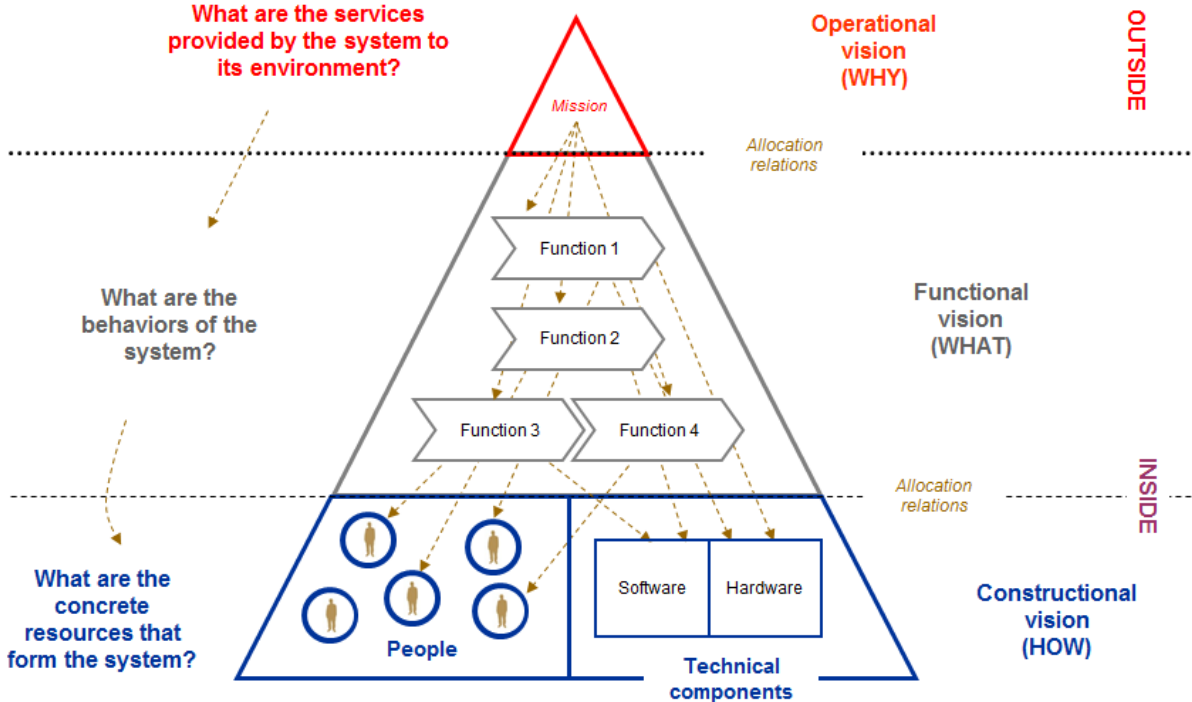 What are the services
provided by the system to
its environment?
Operational
vision
(WHY)
OUTSIDE
Mission
Allocation
relations
Function 1
What are the
behaviors of the
system?
Functional
vision
(WHAT)
Function 2
Function 3
Function 4
Allocation
relations
INSIDE
What are the
concrete
resources that
form the system?
People
Software
Hardware
Technical
components
Constructional
vision
(HOW)